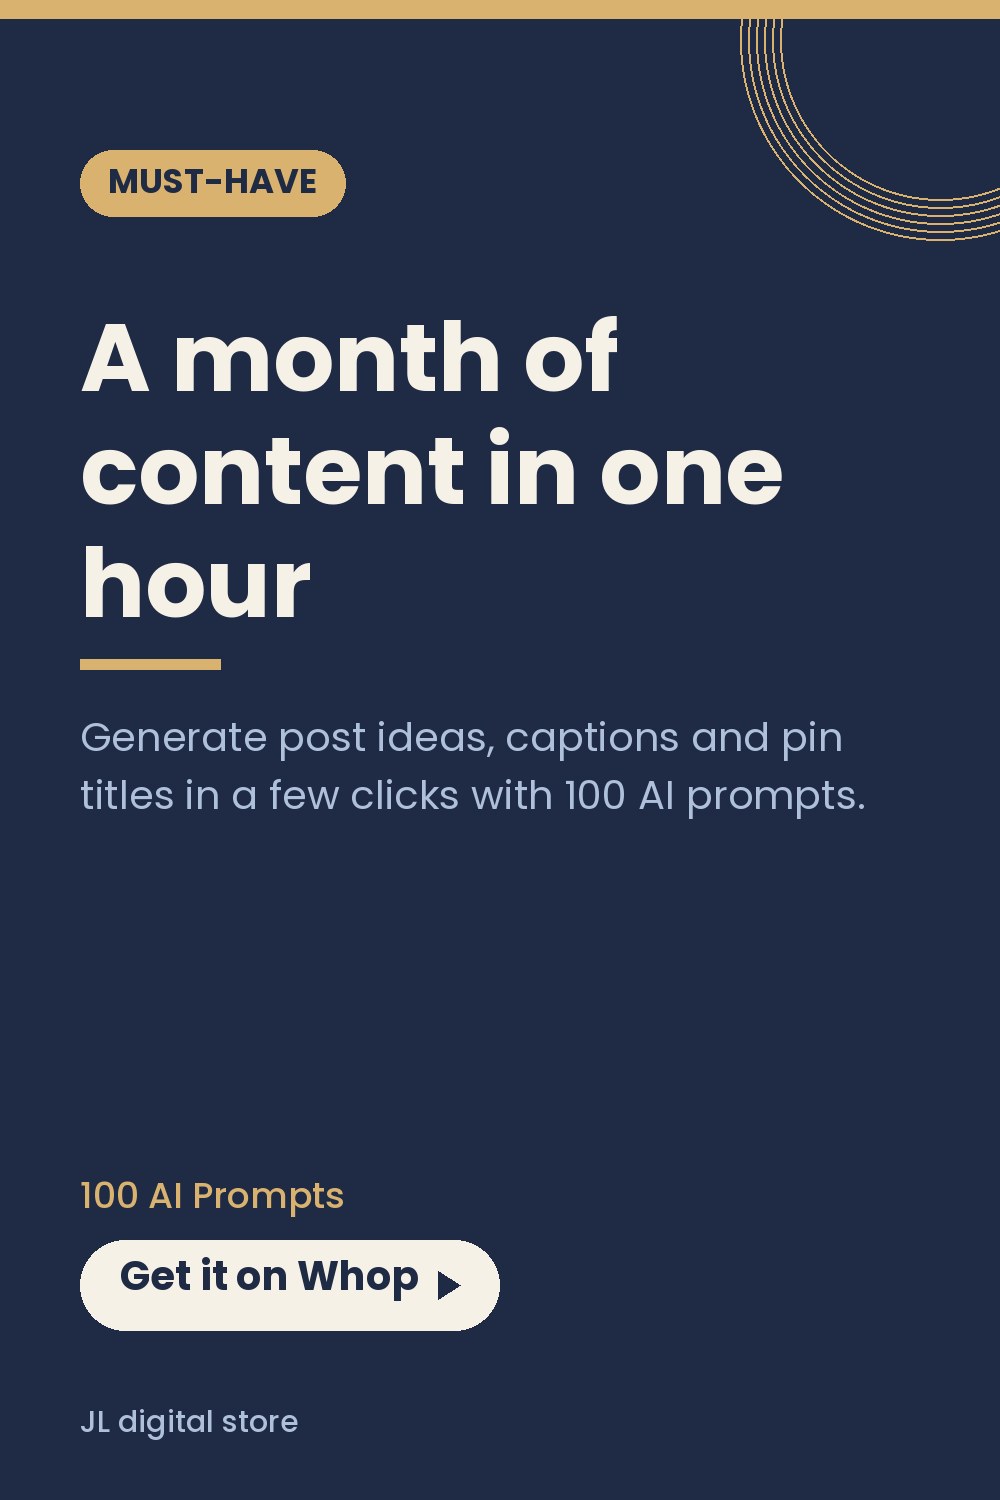 MUST-HAVE
A month of
content in one
hour
Generate post ideas, captions and pin
titles in a few clicks with 100 AI prompts.
100 AI Prompts
Get it on Whop
JL digital store